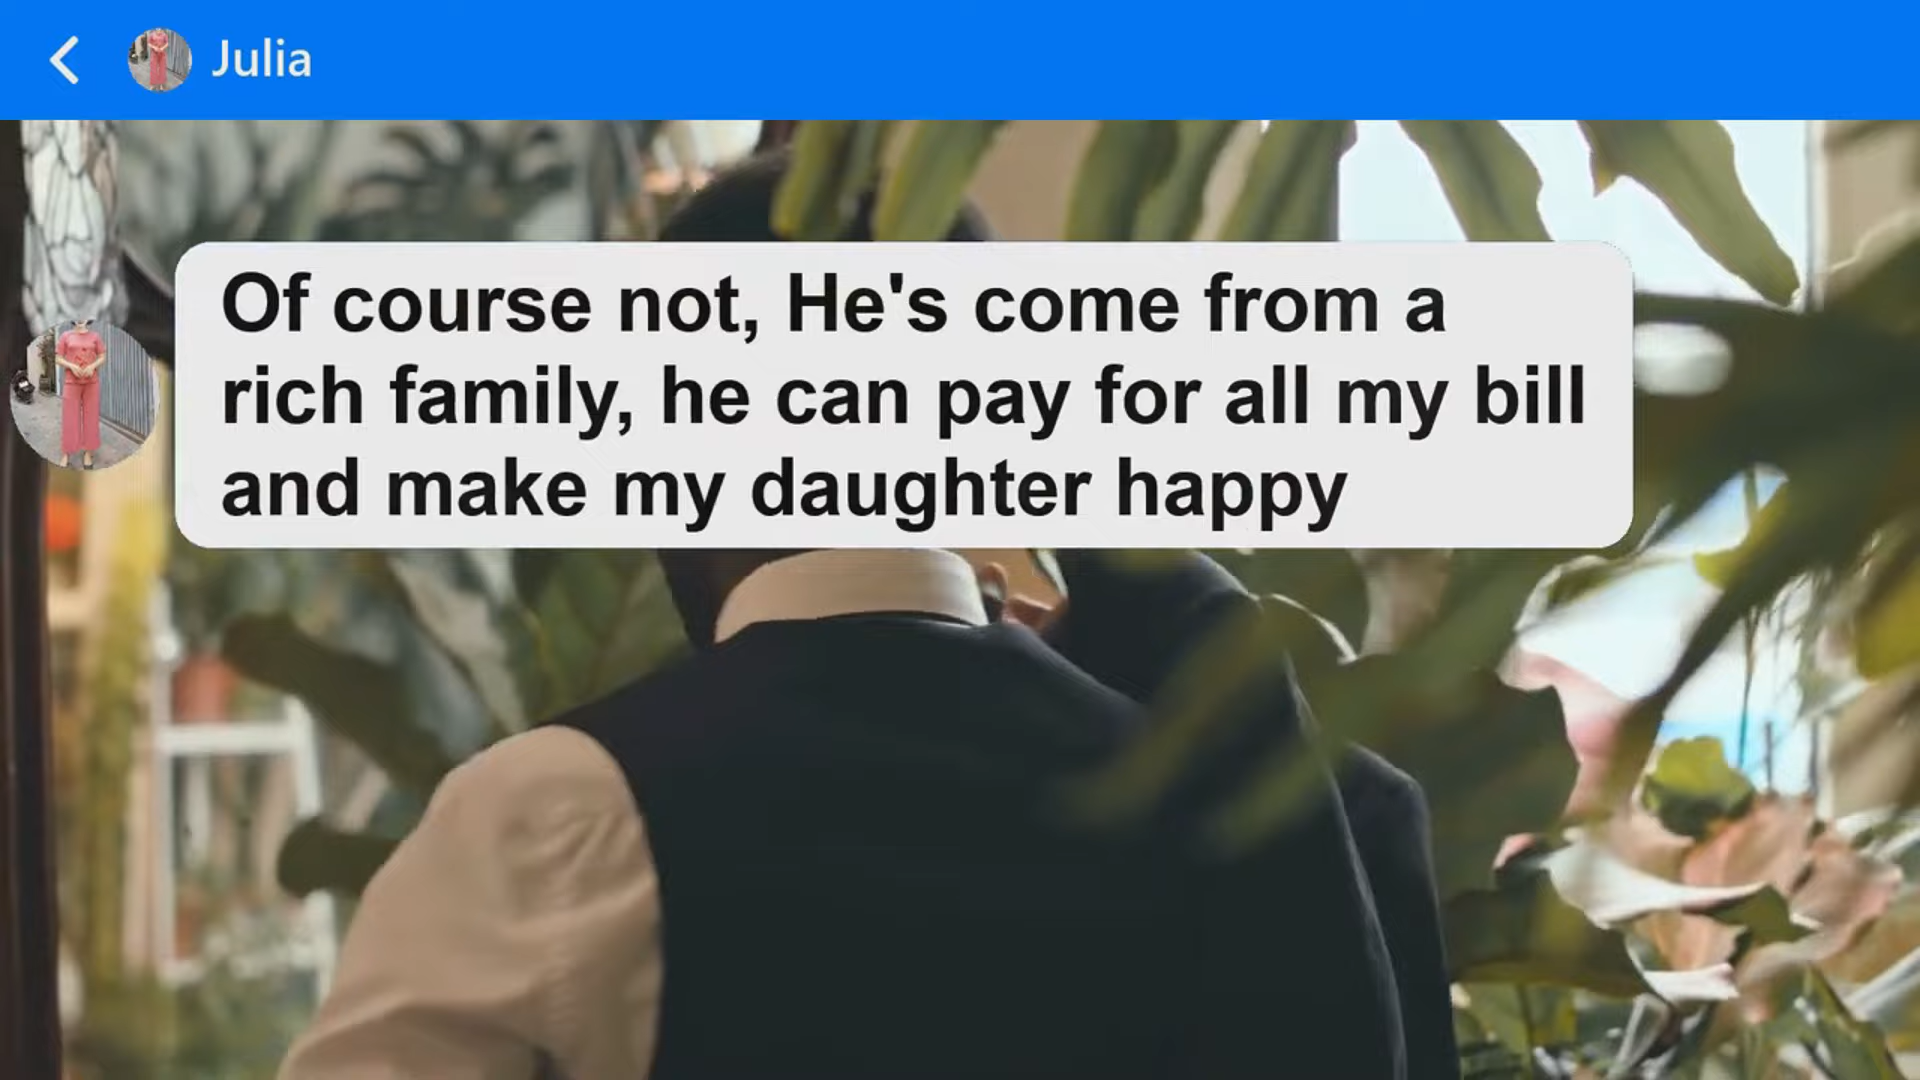 Julia
Of course not, He's come from a
rich family, he can pay for all my bill
and make my daughter happy